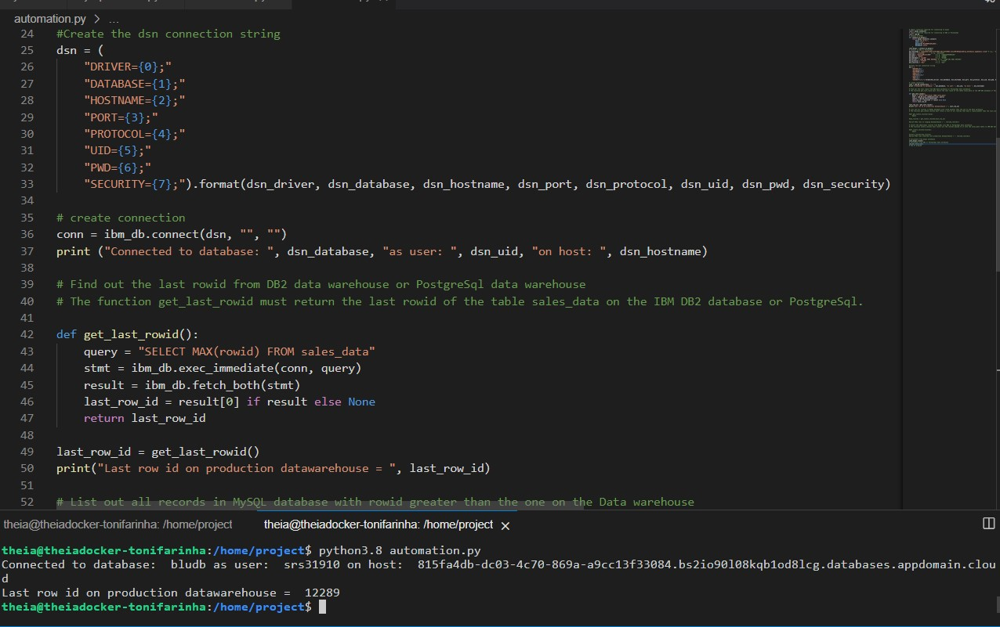 automation.py > ...
24 #Create the dsn connection string
25 dsn = (
26 "DRIVER={0};"
27 "DATABASE={1};"
28 "HOSTNAME={2};"
29 "PORT={3};"
30 "PROTOCOL={4};"
31 "UID={5};"
32 "PWD={6};"
33 "SECURITY={7};").format(dsn_driver, dsn_database, dsn_hostname, dsn_port, dsn_protocol, dsn_uid, dsn_pwd, dsn_security)
34
35 # create connection
36 conn = ibm_db.connect(dsn, "", "")
37 print ("Connected to database: ", dsn_database, "as user: ", dsn_uid, "on host: ", dsn_hostname)
38
39 # Find out the last rowid from DB2 data warehouse or PostgreSql data warehouse
40 # The function get_last_rowid must return the last rowid of the table sales_data on the IBM DB2 database or PostgreSql.
41
42 def get_last_rowid():
43 query = "SELECT MAX(rowid) FROM sales_data"
44 stmt = ibm_db.exec_immediate(conn, query)
45 result = ibm_db.fetch_both(stmt)
46 last_row_id = result[0] if result else None
47 return last_row_id
48
49 last_row_id = get_last_rowid()
50 print("Last row id on production datawarehouse = ", last_row_id)
51
52 # List out all records in MySQL database with rowid greater than the one on the Data warehouse
theia@theiadocker-tonifarinha: /home/project theia@theiadocker-tonifarinha: /home/project
theia@theiadocker-tonifarinha:/home/project$ python3.8 automation.py
Connected to database:  bludb as user:  srs31910 on host:  815fa4db-dc03-4c70-869a-a9cc13f33084.bs2io90l08kqb1od8lcg.databases.appdomain.clou
d
Last row id on production datawarehouse =  12289
theia@theiadocker-tonifarinha:/home/project$